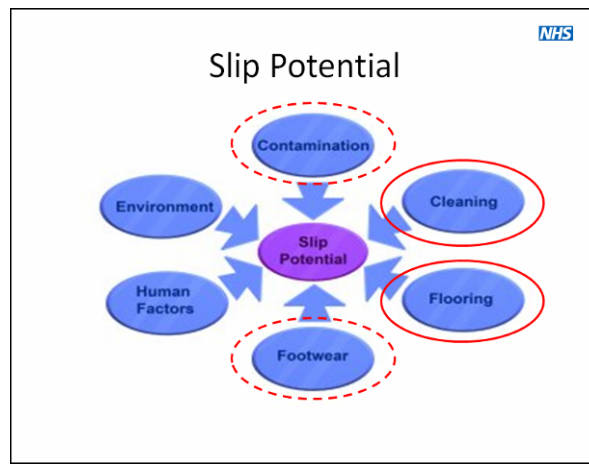 NHS
Slip Potential
Contamination
Environment
Cleaning
Slip
Potential
Human
Factors
Flooring
Footwear